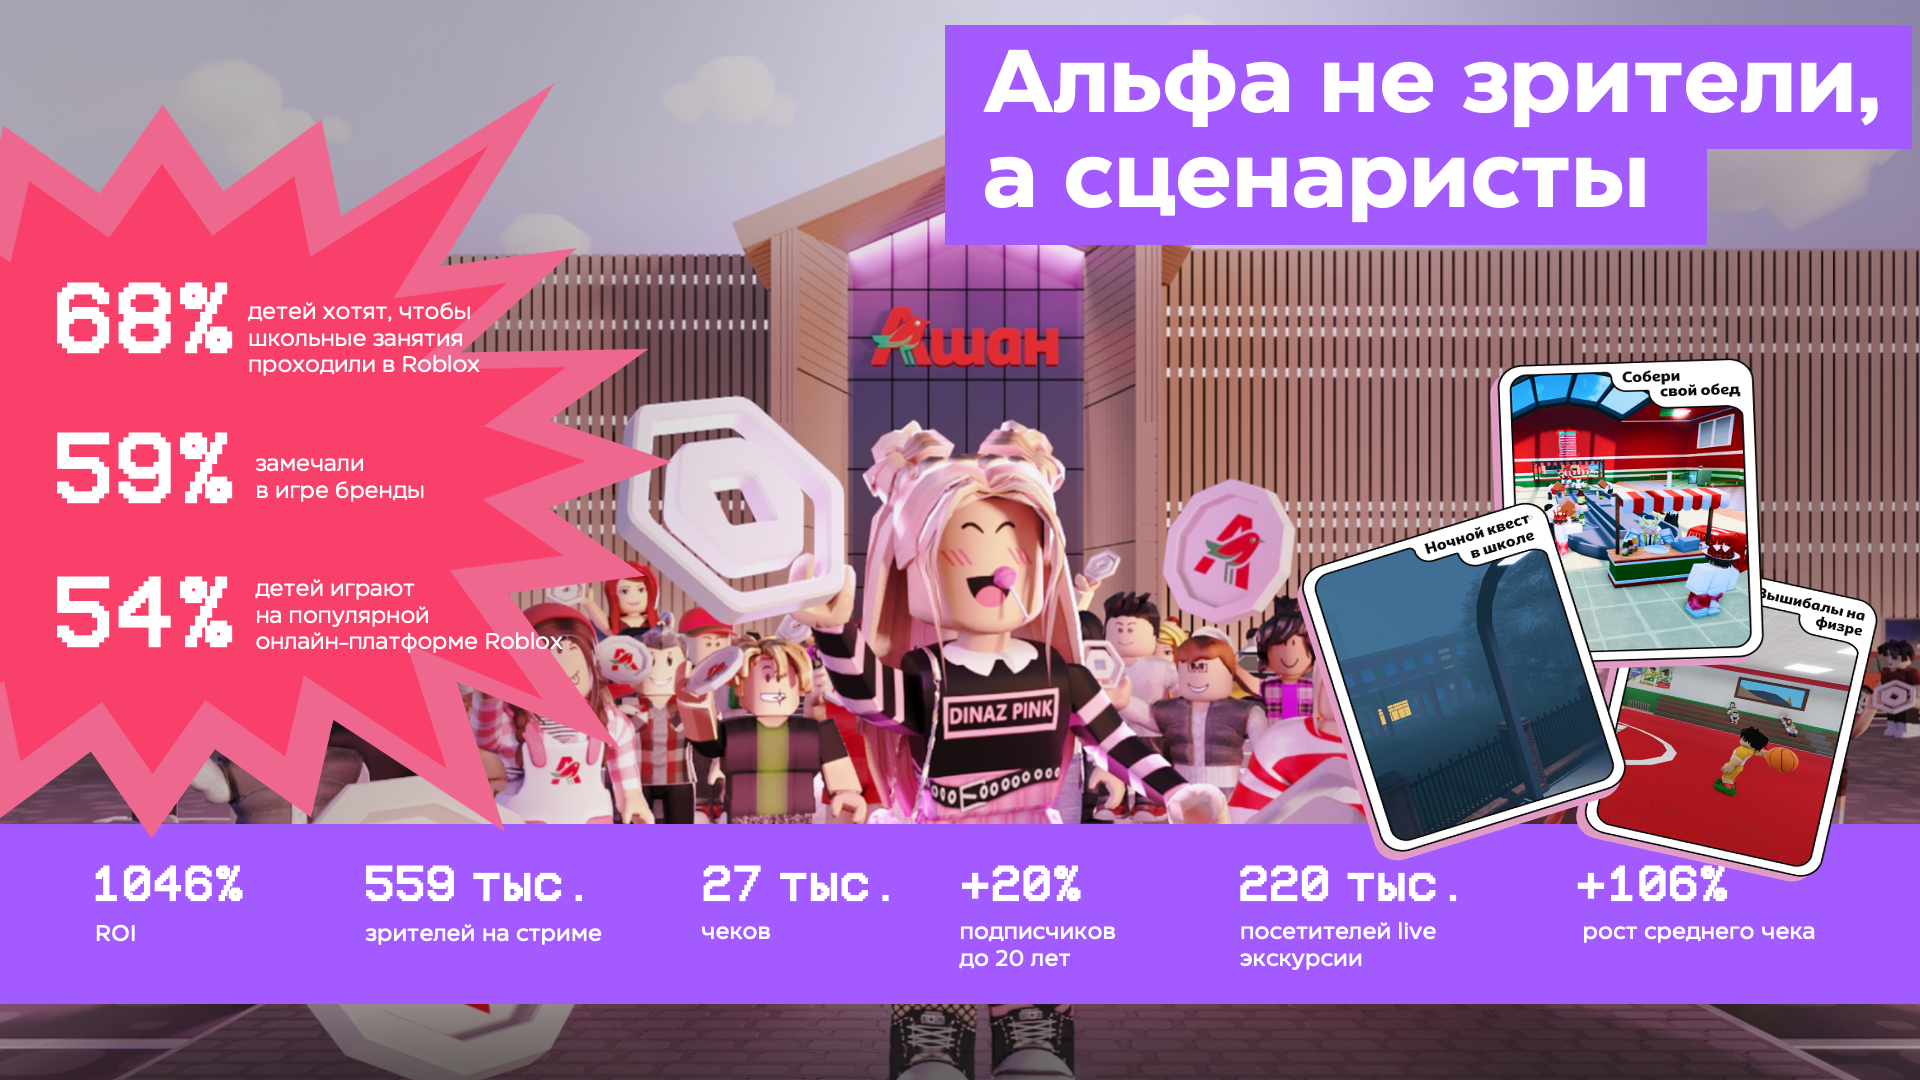 Альфа не зрители,
а сценаристы
68%
детей хотят, чтобы
школьные занятия
проходили в Roblox
59%
замечали
в игре бренды
54%
детей играют
на популярной
онлайн-платформе Roblox
Ашан
DINAZ PINK
Собери
свой обед
Ночной квест
в школе
Вышибалы на
физре
1046%
ROI
559 тыс.
зрителей на стриме
27 тыс.
чеков
+20%
подписчиков
до 20 лет
220 тыс.
посетителей live
экскурсии
+106%
рост среднего чека